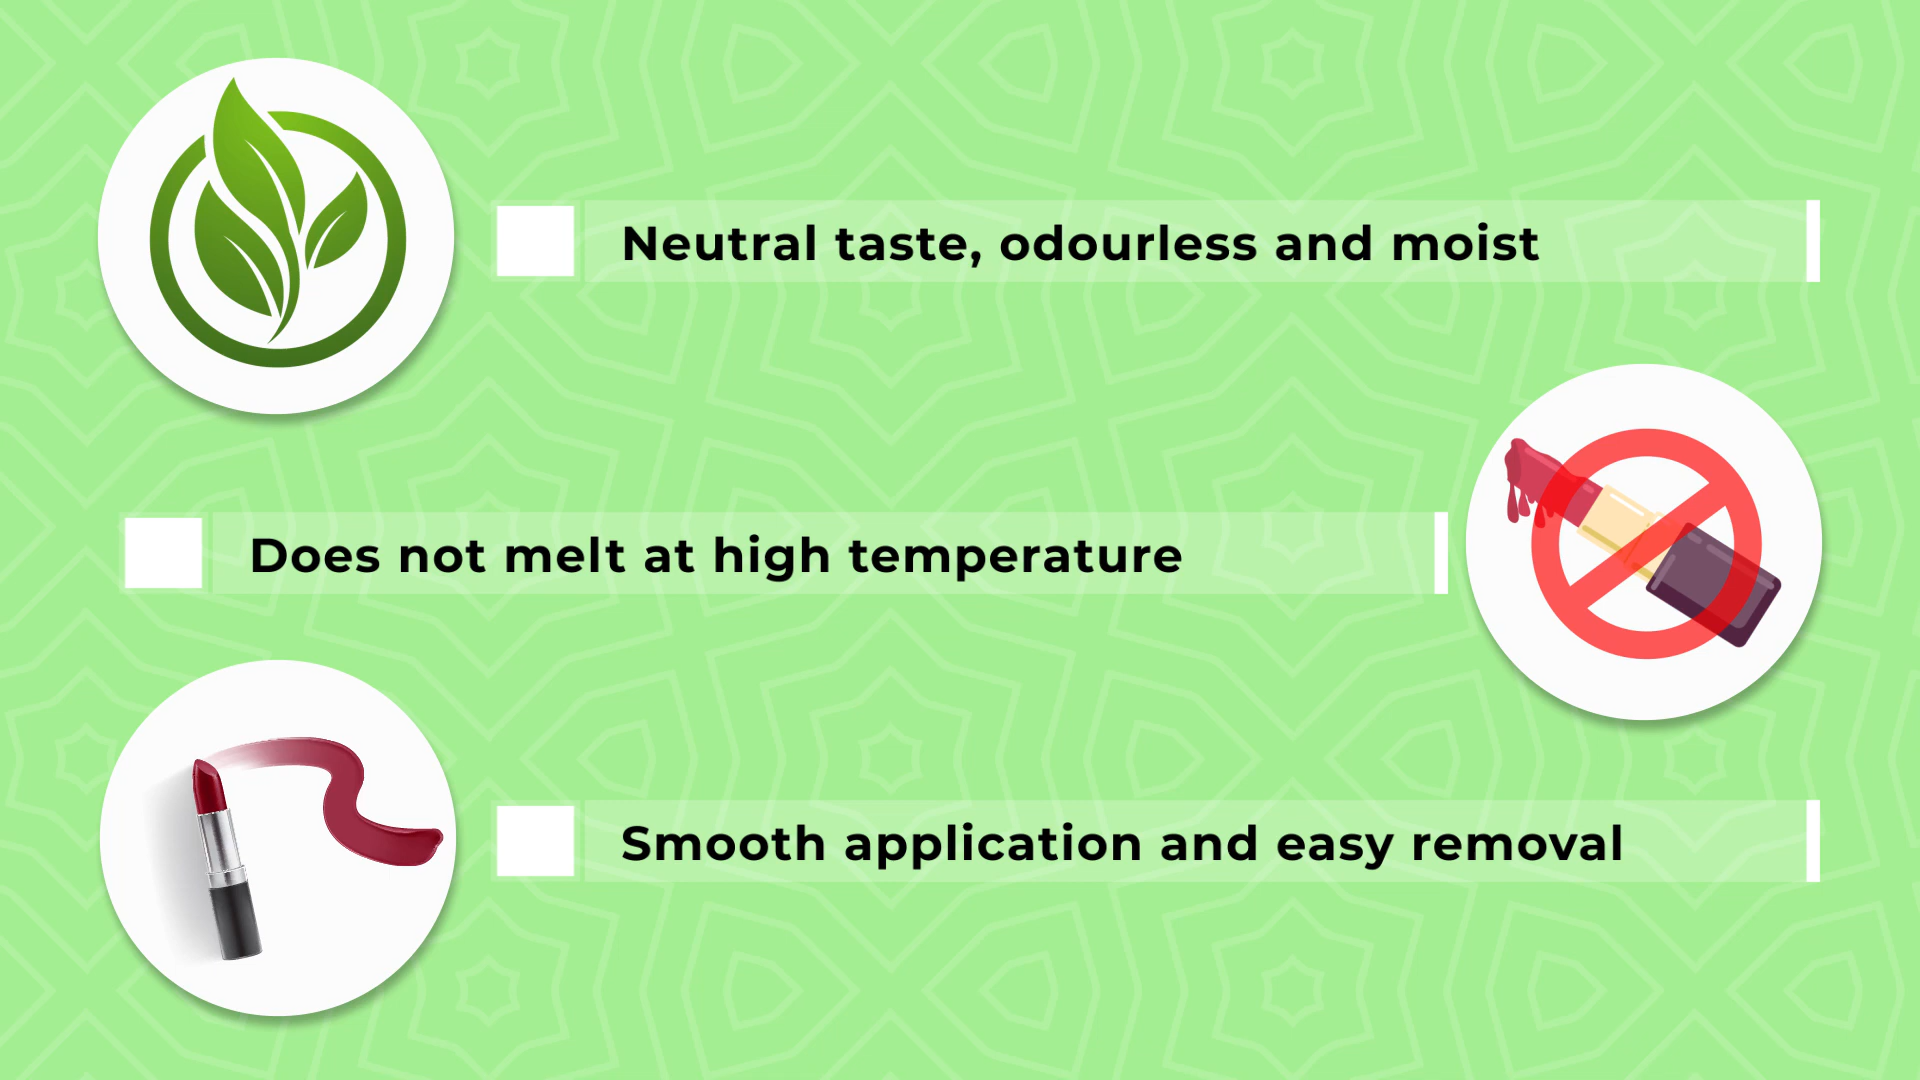 Neutral taste, odourless and moist
Does not melt at high temperature
Smooth application and easy removal